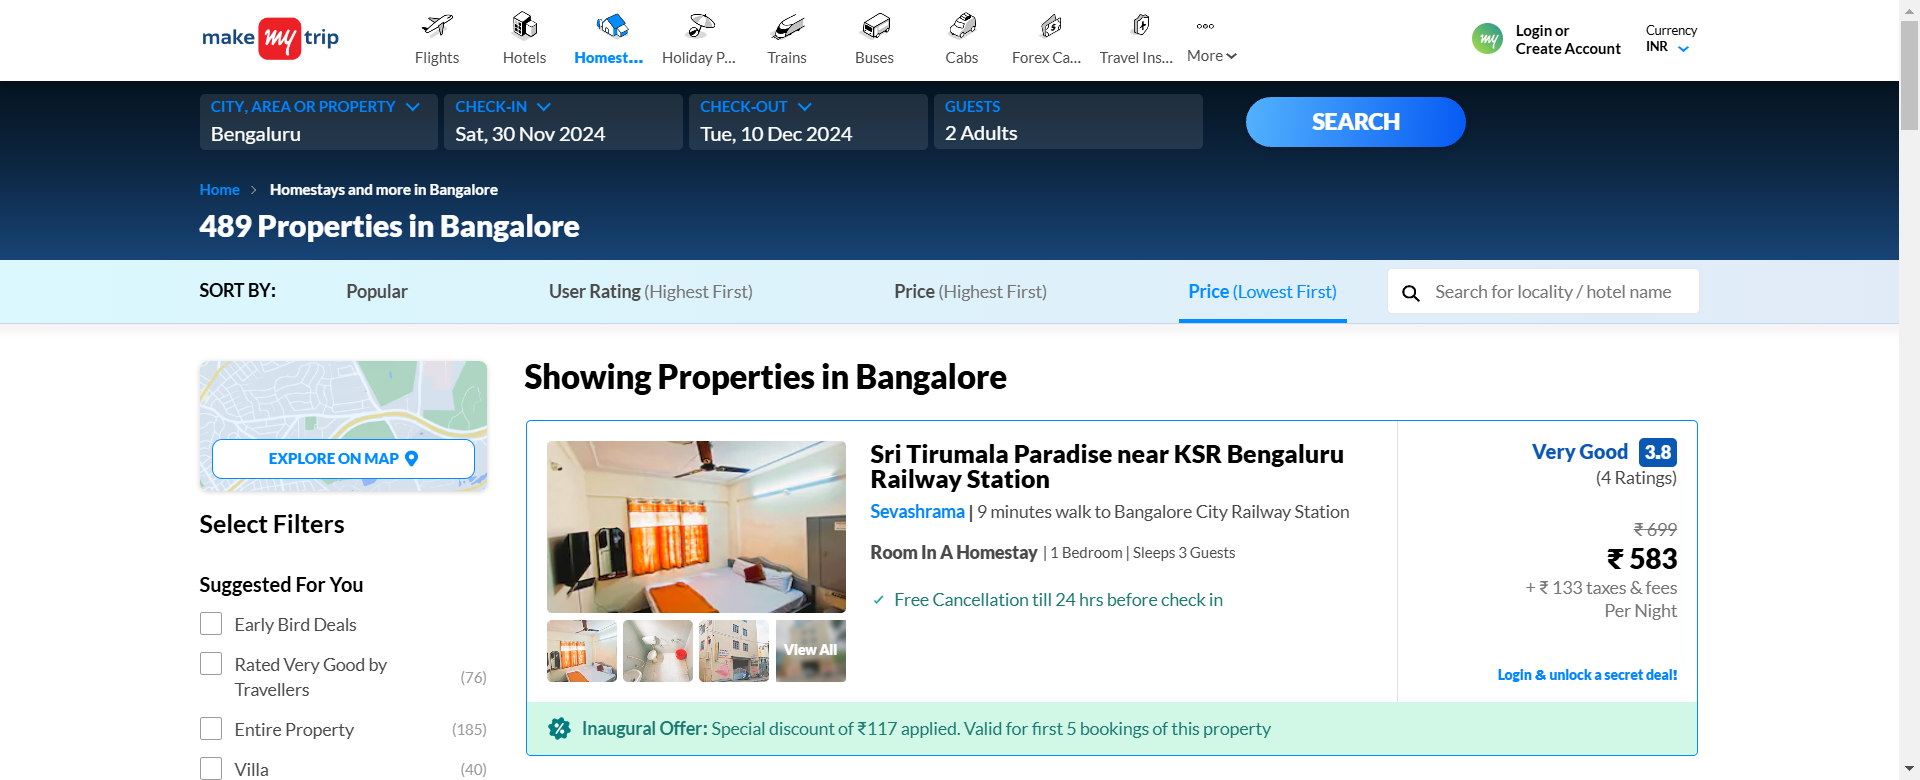 make my trip
Flights
Hotels
Homest...
Holiday P...
Trains
Buses
Cabs
Forex Ca...
Travel Ins...
More
my
Login or
Create Account
Currency
INR
CITY, AREA OR PROPERTY
Bengaluru
CHECK-IN
Sat, 30 Nov 2024
CHECK-OUT
Tue, 10 Dec 2024
GUESTS
2 Adults
SEARCH
Home > Homestays and more in Bangalore
489 Properties in Bangalore
SORT BY:
Popular
User Rating (Highest First)
Price (Highest First)
Price (Lowest First)
Search for locality / hotel name
EXPLORE ON MAP
Select Filters
Suggested For You
Early Bird Deals
Rated Very Good by
Travellers
(76)
Entire Property (185)
Villa (40)
Showing Properties in Bangalore
View All
Sri Tirumala Paradise near KSR Bengaluru
Railway Station
Sevashrama | 9 minutes walk to Bangalore City Railway Station
Room In A Homestay | 1 Bedroom | Sleeps 3 Guests
Free Cancellation till 24 hrs before check in
Very Good 3.8
(4 Ratings)
₹ 699
₹ 583
+ ₹ 133 taxes & fees
Per Night
Login & unlock a secret deal!
Inaugural Offer: Special discount of ₹117 applied. Valid for first 5 bookings of this property